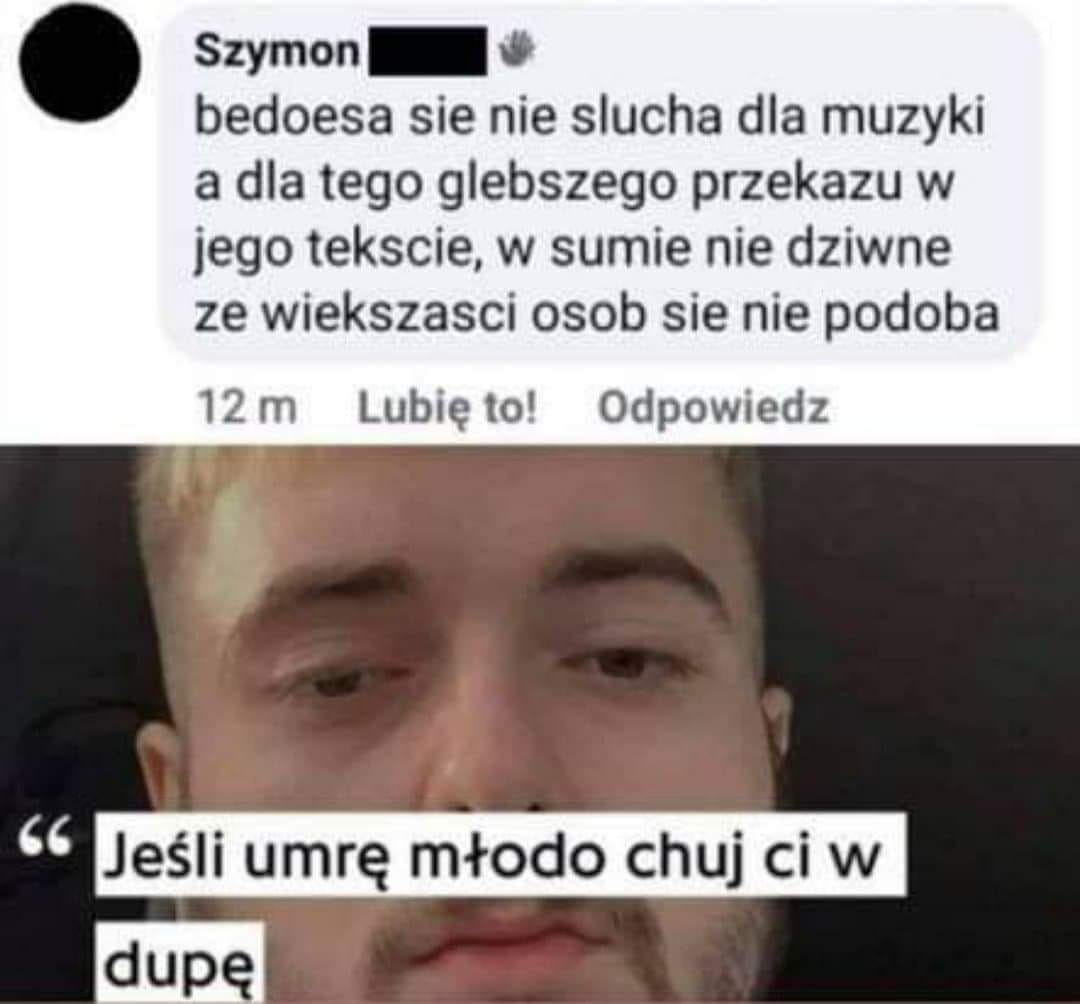 Szymon
bedoesa sie nie slucha dla muzyki
a dla tego glebszego przekazu w
jego tekscie, w sumie nie dziwne
ze wiekszasci osob sie nie podoba
12 m Lubię to! Odpowiedz
“ Jeśli umrę młodo chuj ci w
dupę